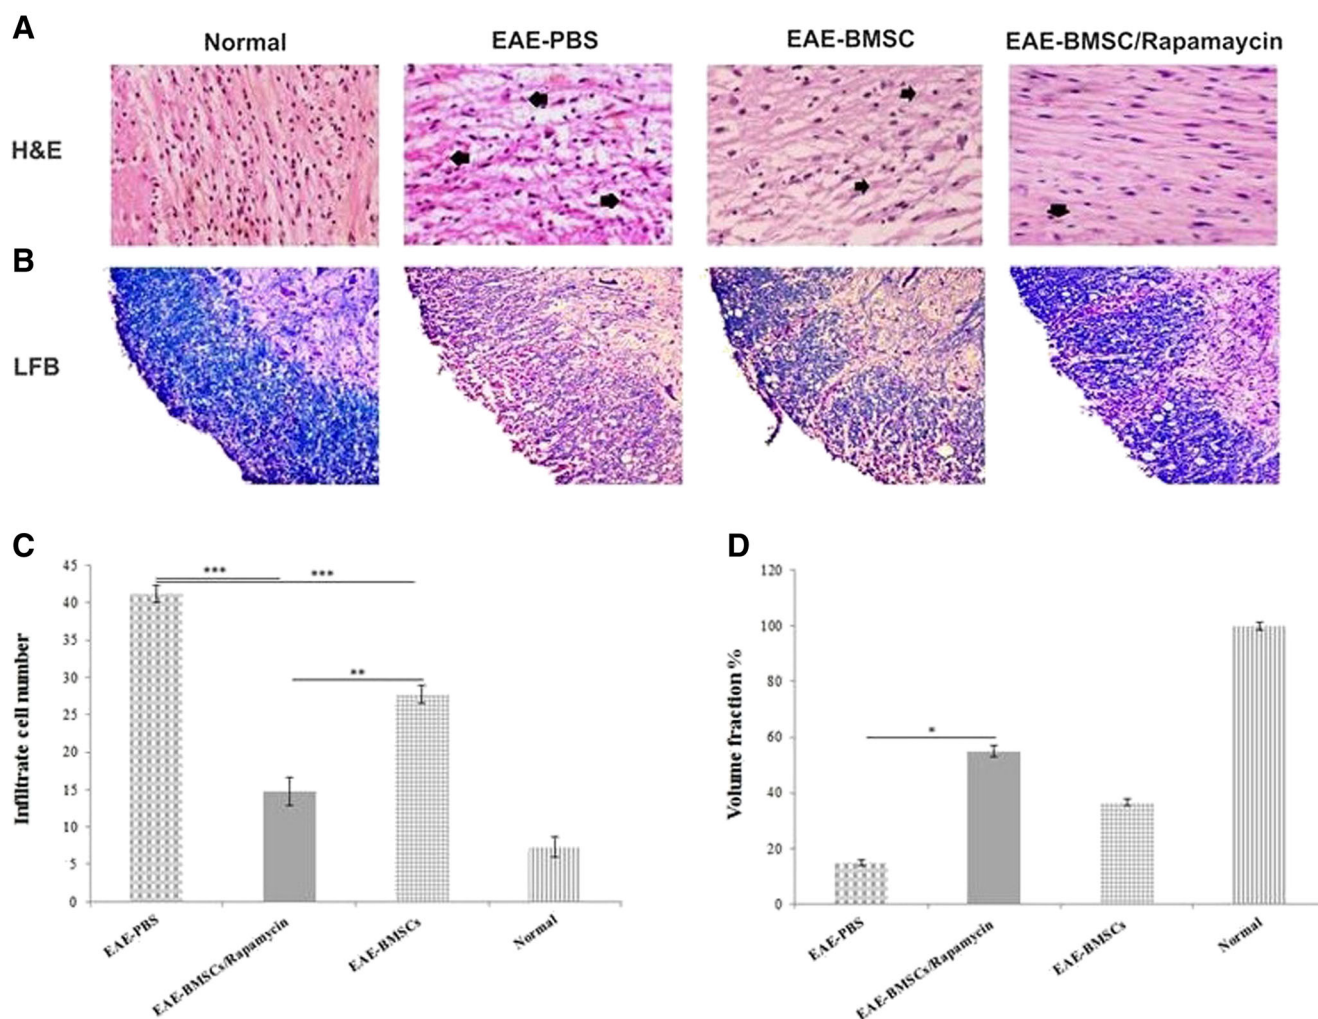 A
Normal
EAE-PBS
EAE-BMSC
EAE-BMSC/Rapamaycin
H&E
B
LFB
C
Infiltrate cell number
45
40
35
30
25
20
15
10
5
0
***
***
**
EAE-PBS
EAE-BMSCs/Rapamycin
EAE-BMSCs
Normal
D
Volume fraction %
120
100
80
60
40
20
0
*
EAE-PBS
EAE-BMSCs/Rapamycin
EAE-BMSCs
Normal